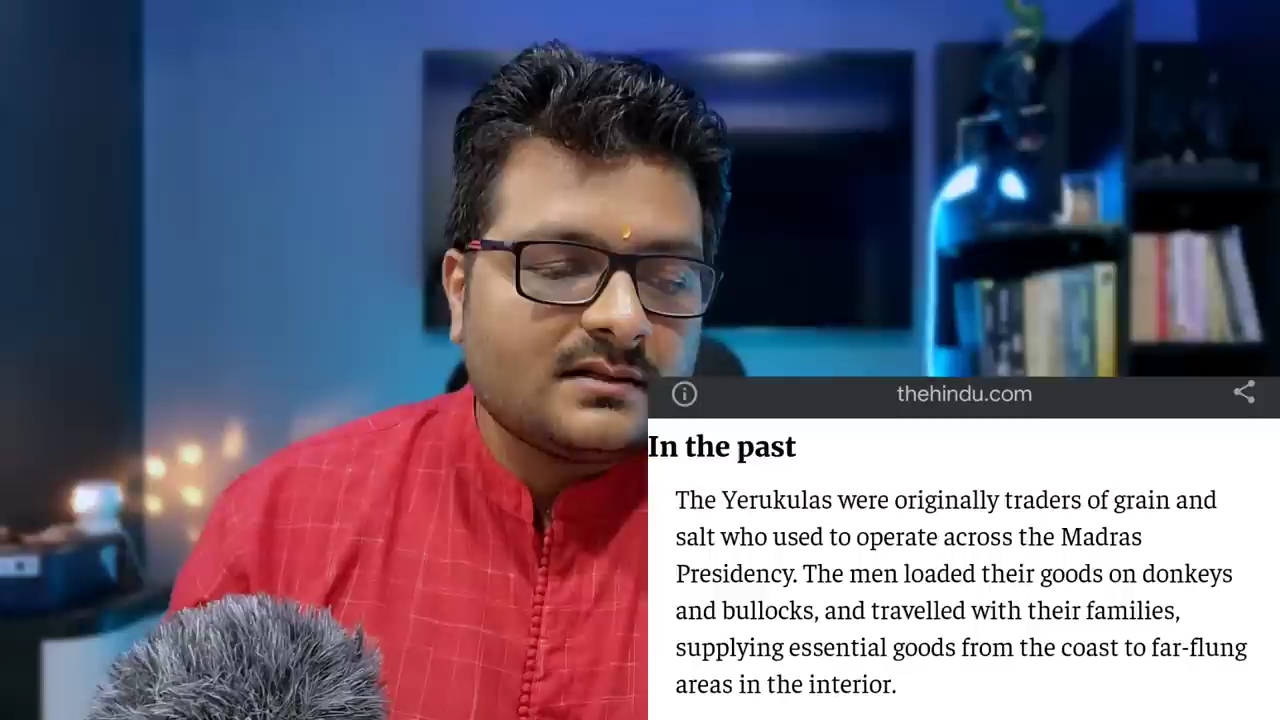 thehindu.com
In the past
The Yerukulas were originally traders of grain and
salt who used to operate across the Madras
Presidency. The men loaded their goods on donkeys
and bullocks, and travelled with their families,
supplying essential goods from the coast to far-flung
areas in the interior.